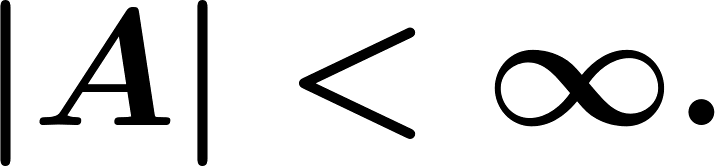 |A| < ∞.